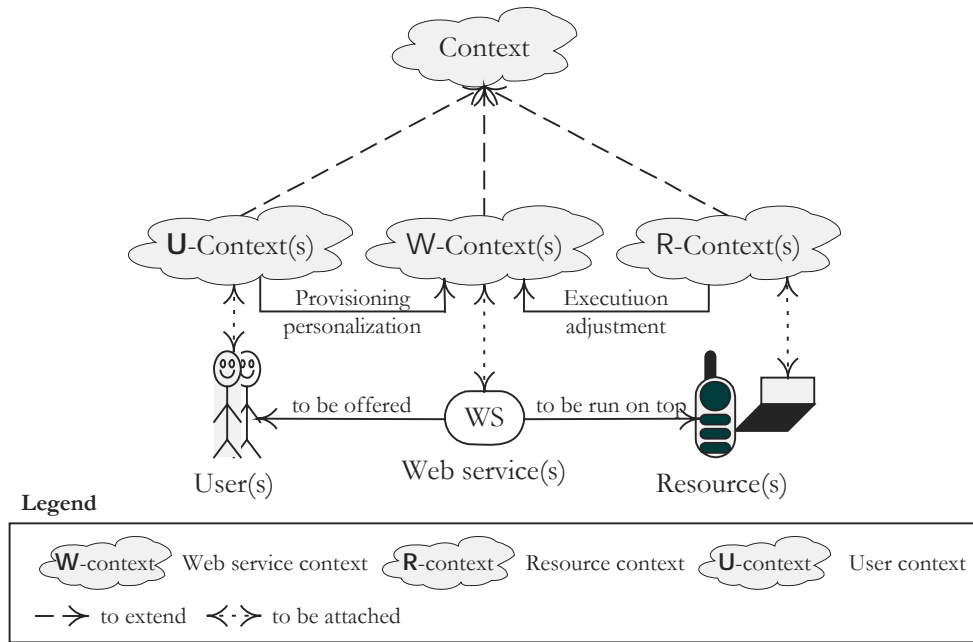 Context
U-Context(s)
W-Context(s)
R-Context(s)
Provisioning
personalization
Executiuon
adjustment
to be offered
WS
to be run on top
User(s)
Web service(s)
Resource(s)
Legend
W-context Web service context
R-context Resource context
U-context User context
to extend
to be attached